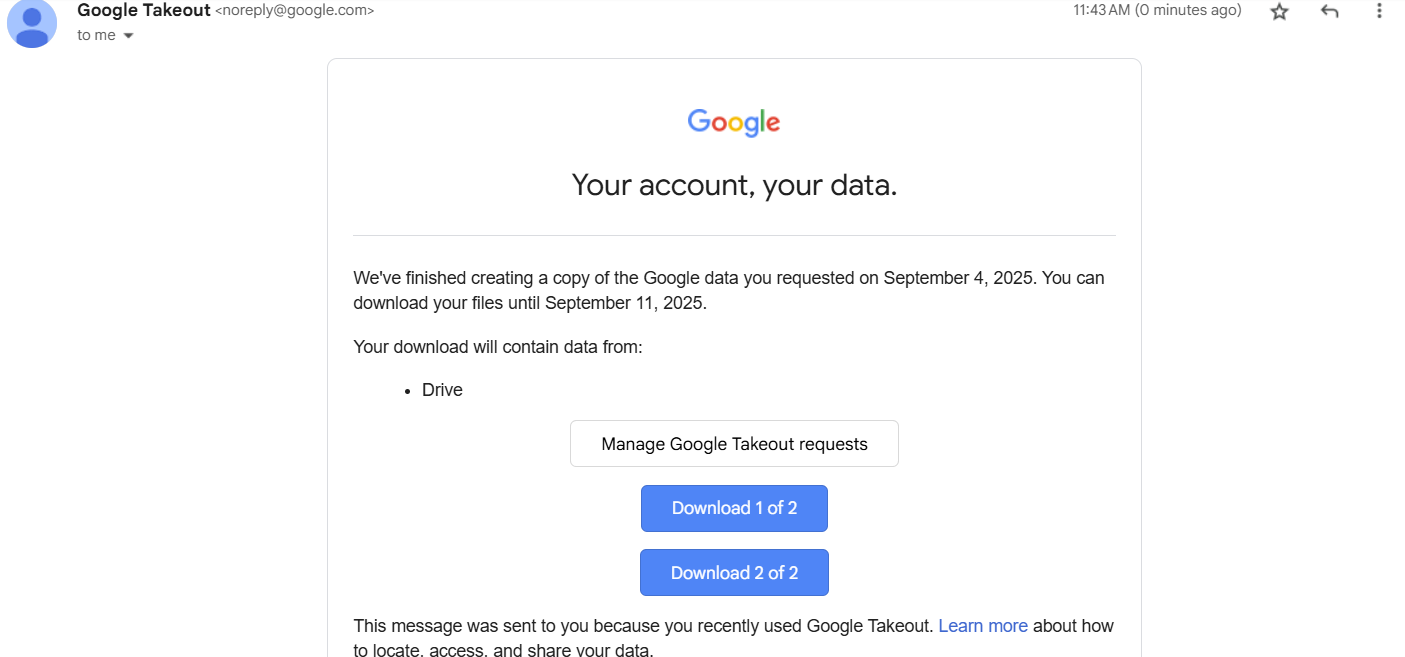 Google Takeout <noreply@google.com>
11:43 AM (0 minutes ago)
to me
Google
Your account, your data.
We've finished creating a copy of the Google data you requested on September 4, 2025. You can
download your files until September 11, 2025.
Your download will contain data from:
• Drive
Manage Google Takeout requests
Download 1 of 2
Download 2 of 2
This message was sent to you because you recently used Google Takeout. Learn more about how
to locate, access, and share your data.